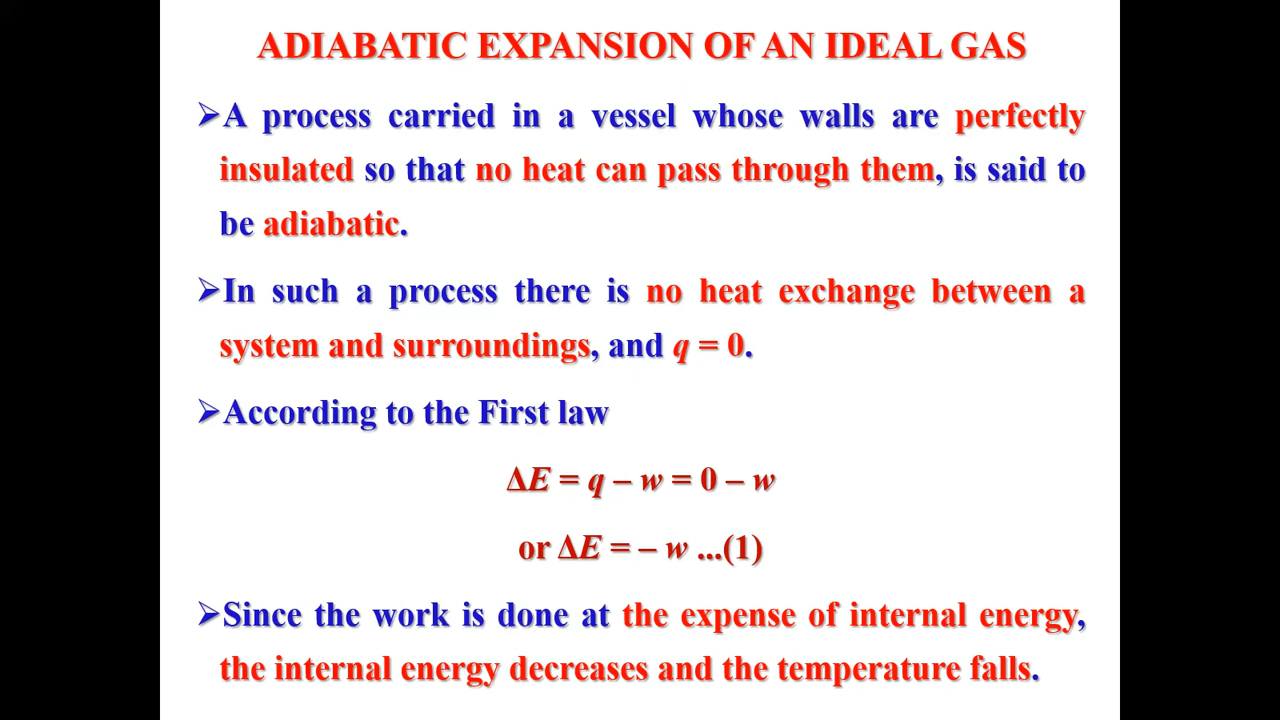 ADIABATIC EXPANSION OF AN IDEAL GAS
➢A process carried in a vessel whose walls are perfectly
insulated so that no heat can pass through them, is said to
be adiabatic.
➢In such a process there is no heat exchange between a
system and surroundings, and q = 0.
➢According to the First law
ΔE = q – w = 0 – w
or ΔE = – w ...(1)
➢Since the work is done at the expense of internal energy,
the internal energy decreases and the temperature falls.